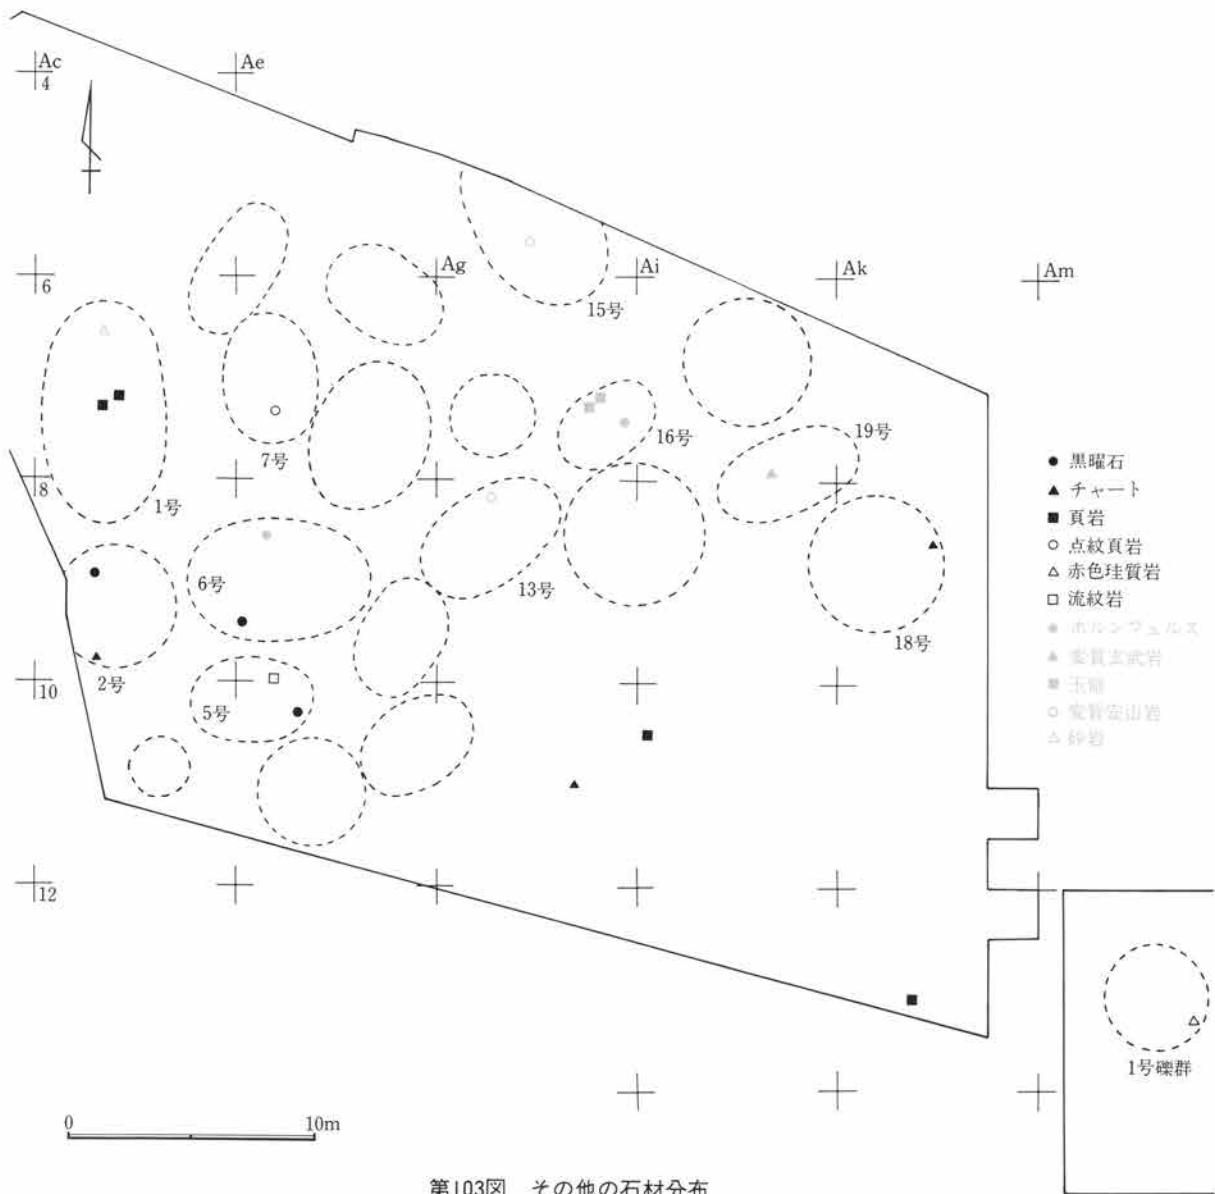 Ac
4
Ae
6
Ag
Ai
Ak
Am
15号
16号
19号
7号
8
1号
6号
13号
18号
2号
5号
10
12
黒曜石
チャート
頁岩
点紋頁岩
赤色珪質岩
流紋岩
ホルンフェルス
変質玄武岩
玉髄
変質安山岩
砂岩
1号礫群
0
10m
第103図 その他の石材分布